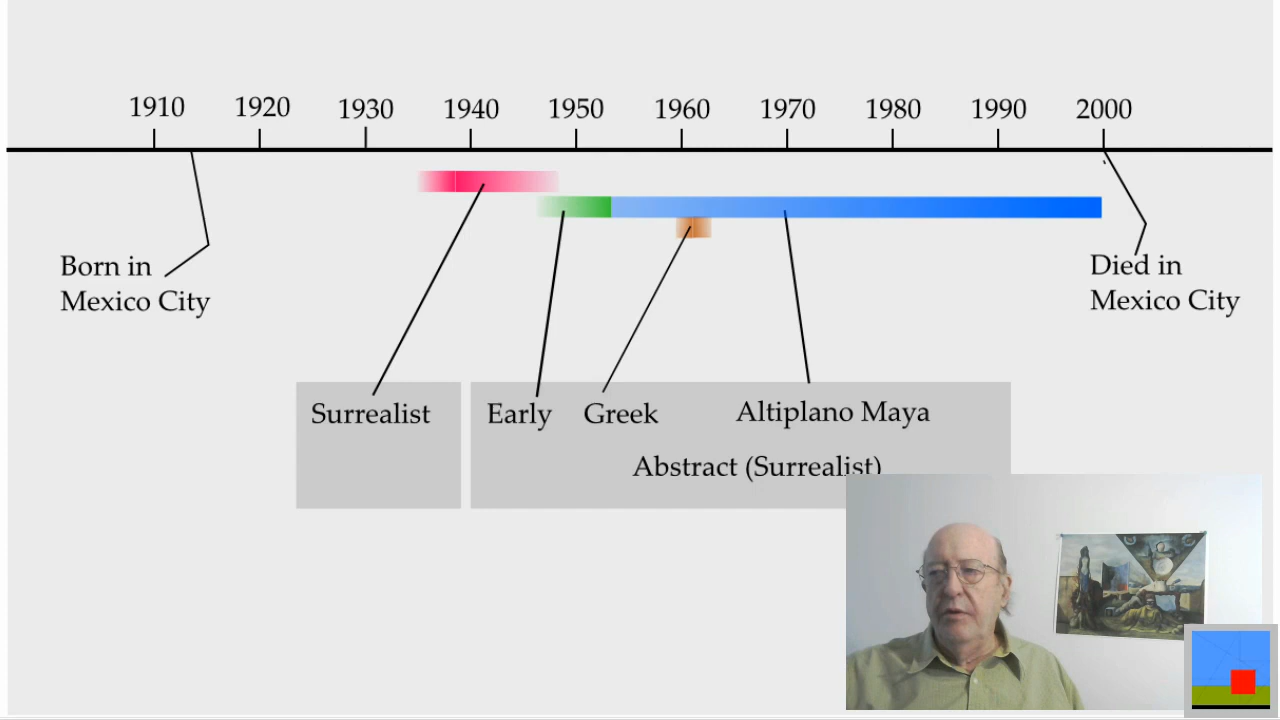 1910 1920 1930 1940 1950 1960 1970 1980 1990 2000
Born in
Mexico City
Died in
Mexico City
Surrealist
Early
Greek
Altiplano Maya
Abstract (Surrealist)